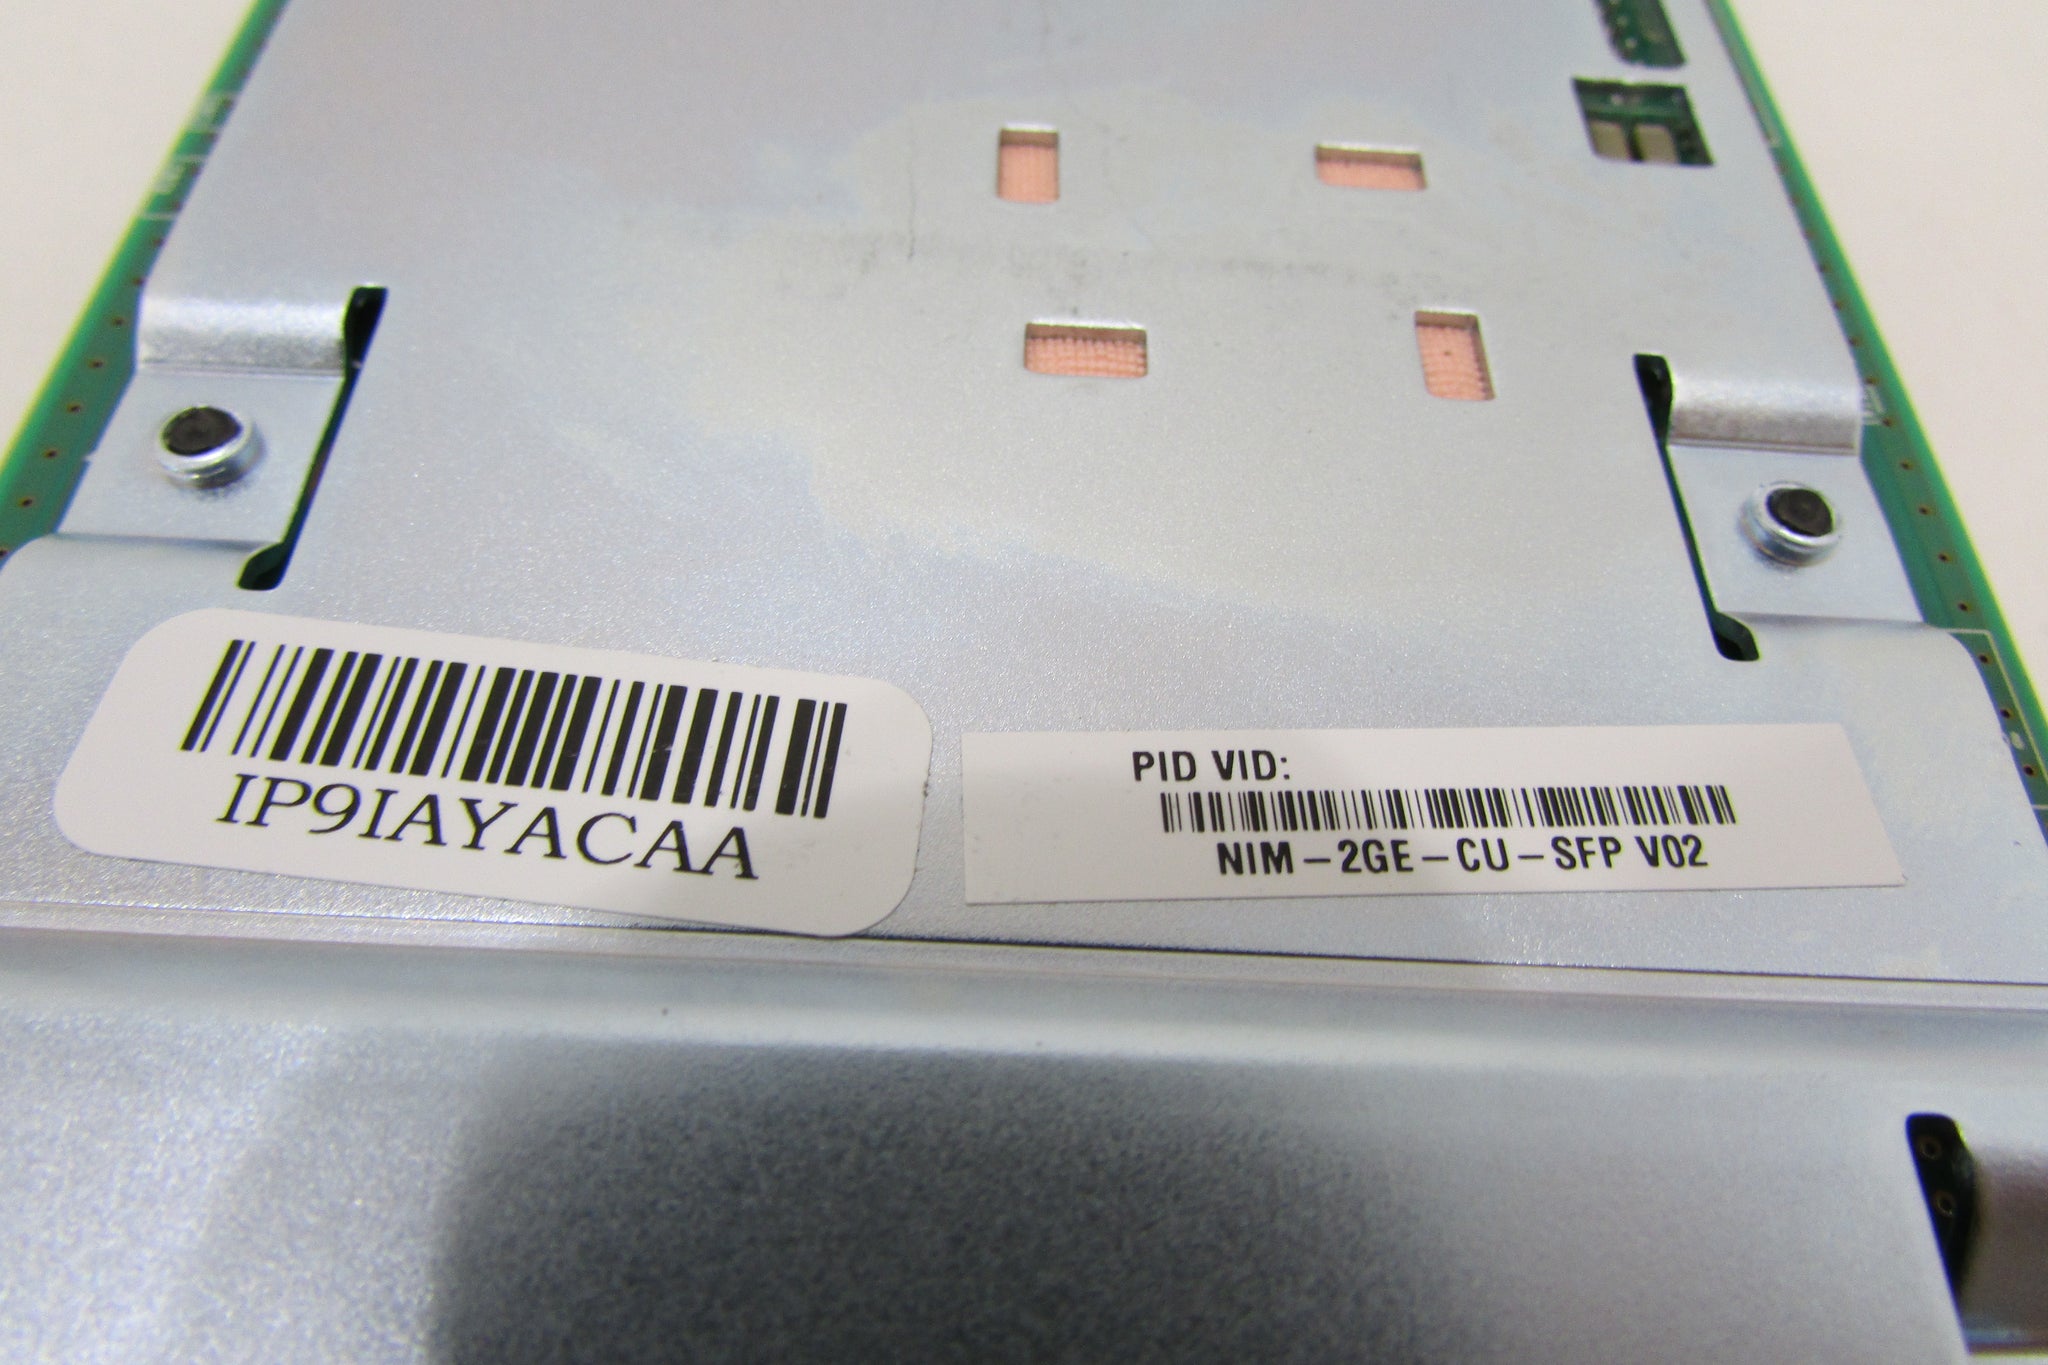 IP9IAYACAA
PID VID:
NIM-2GE-CU-SFP V02